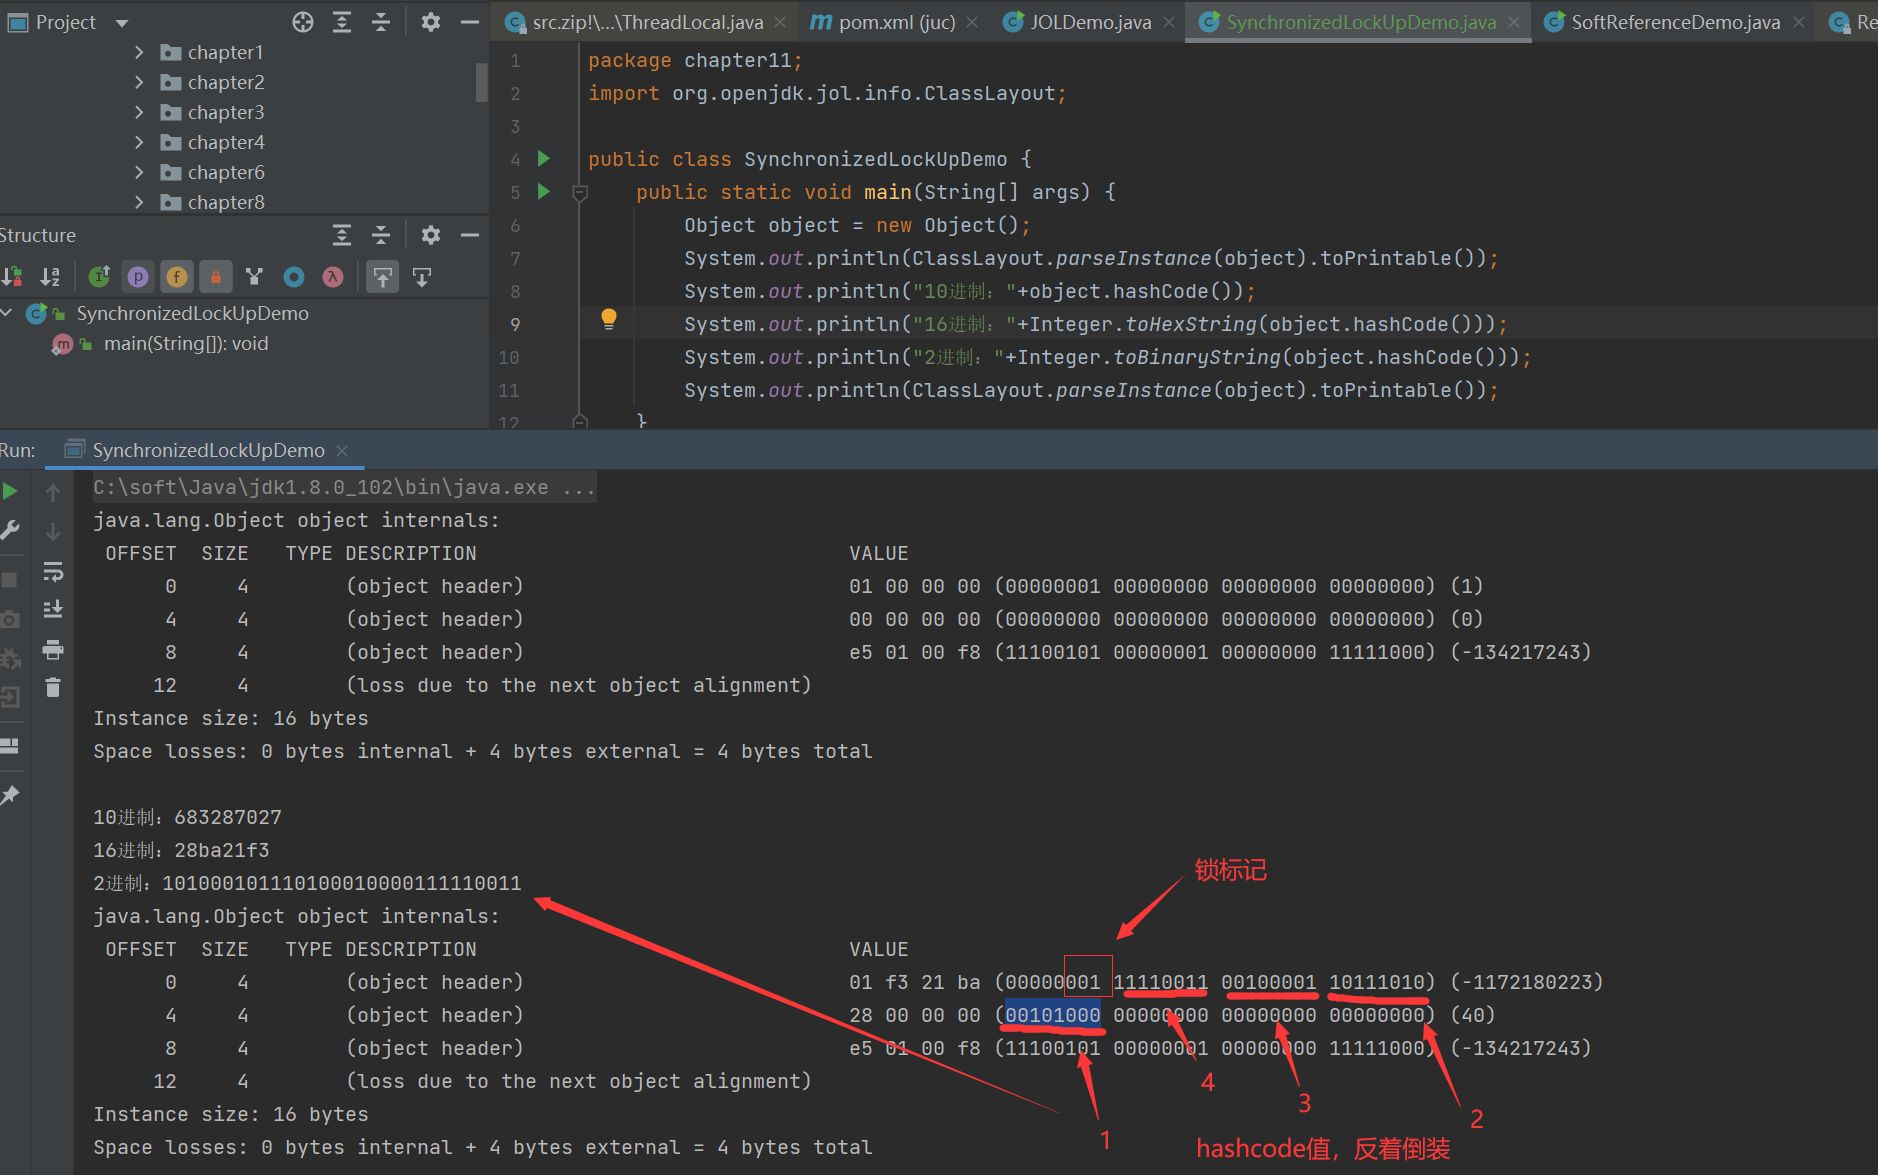 Project
chapter1
chapter2
chapter3
chapter4
chapter6
chapter8
Structure
SynchronizedLockUpDemo
main(String[]): void
src.zip!\...\ThreadLocal.java
pom.xml (juc)
JOLDemo.java
SynchronizedLockUpDemo.java
SoftReferenceDemo.java
Re
1 package chapter11;
2 import org.openjdk.jol.info.ClassLayout;
3
4 public class SynchronizedLockUpDemo {
5 public static void main(String[] args) {
6 Object object = new Object();
7 System.out.println(ClassLayout.parseInstance(object).toPrintable());
8 System.out.println("10进制："+object.hashCode());
9 System.out.println("16进制："+Integer.toHexString(object.hashCode()));
10 System.out.println("2进制："+Integer.toBinaryString(object.hashCode()));
11 System.out.println(ClassLayout.parseInstance(object).toPrintable());
12 }
Run: SynchronizedLockUpDemo
C:\soft\Java\jdk1.8.0_102\bin\java.exe ...
java.lang.Object object internals:
OFFSET SIZE TYPE DESCRIPTION VALUE
0 4 (object header) 01 00 00 00 (00000001 00000000 00000000 00000000) (1)
4 4 (object header) 00 00 00 00 (00000000 00000000 00000000 00000000) (0)
8 4 (object header) e5 01 00 f8 (11100101 00000001 00000000 11111000) (-134217243)
12 4 (loss due to the next object alignment)
Instance size: 16 bytes
Space losses: 0 bytes internal + 4 bytes external = 4 bytes total
10进制：683287027
16进制：28ba21f3
2进制：101000101110100010000111110011
锁标记
java.lang.Object object internals:
OFFSET SIZE TYPE DESCRIPTION VALUE
0 4 (object header) 01 f3 21 ba (00000001 11110011 00100001 10111010) (-1172180223)
4 4 (object header) 28 00 00 00 (00101000 00000000 00000000 00000000) (40)
8 4 (object header) e5 01 00 f8 (11100101 00000001 00000000 11111000) (-134217243)
12 4 (loss due to the next object alignment)
Instance size: 16 bytes
Space losses: 0 bytes internal + 4 bytes external = 4 bytes total
4
3
2
1
hashcode值，反着倒装